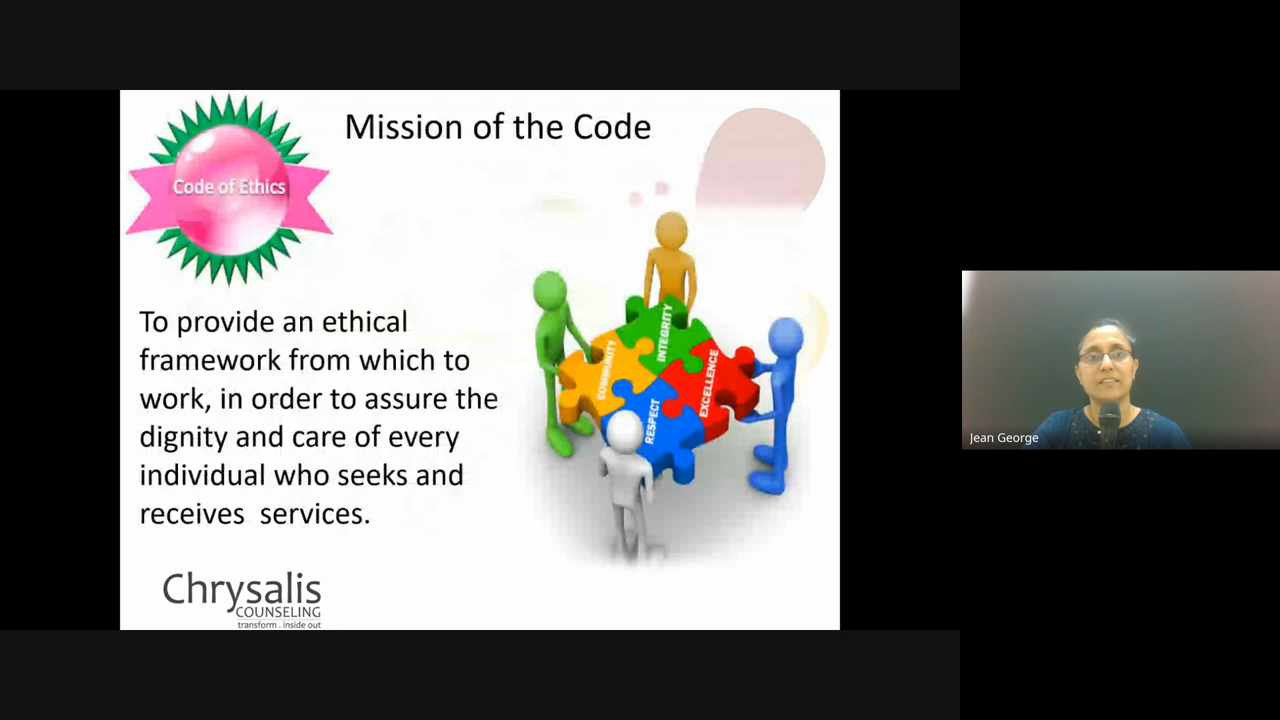 Mission of the Code
Code of Ethics
To provide an ethical
framework from which to
work, in order to assure the
dignity and care of every
individual who seeks and
receives  services.
INTEGRITY
COMMUNITY
EXCELLENCE
RESPECT
Chrysalis
COUNSELING
transform . inside out
Jean George